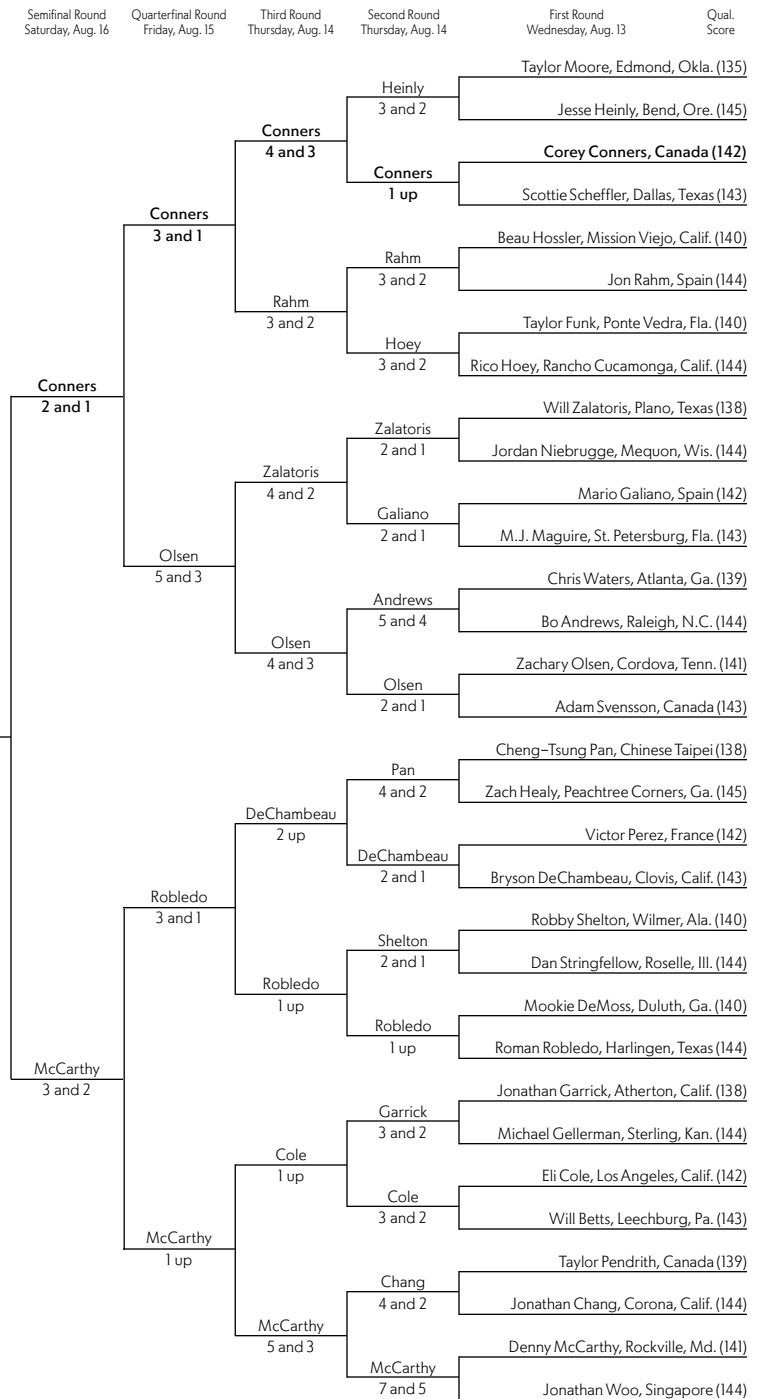 Semifinal Round
Saturday, Aug. 16
Quarterfinal Round
Friday, Aug. 15
Third Round
Thursday, Aug. 14
Second Round
Thursday, Aug. 14
First Round
Wednesday, Aug. 13
Qual.
Score
Taylor Moore, Edmond, Okla. (135)
Heinly
3 and 2
Jesse Heinly, Bend, Ore. (145)
Conners
4 and 3
Corey Conners, Canada (142)
Conners
1 up
Scottie Scheffler, Dallas, Texas (143)
Conners
3 and 1
Beau Hossler, Mission Viejo, Calif. (140)
Rahm
3 and 2
Jon Rahm, Spain (144)
Rahm
3 and 2
Taylor Funk, Ponte Vedra, Fla. (140)
Hoey
3 and 2
Rico Hoey, Rancho Cucamonga, Calif. (144)
Conners
2 and 1
Will Zalatoris, Plano, Texas (138)
Zalatoris
2 and 1
Jordan Niebrugge, Mequon, Wis. (144)
Zalatoris
4 and 2
Mario Galiano, Spain (142)
Galiano
2 and 1
M.J. Maguire, St. Petersburg, Fla. (143)
Olsen
5 and 3
Chris Waters, Atlanta, Ga. (139)
Andrews
5 and 4
Bo Andrews, Raleigh, N.C. (144)
Olsen
4 and 3
Zachary Olsen, Cordova, Tenn. (141)
Olsen
2 and 1
Adam Svensson, Canada (143)
Cheng–Tsung Pan, Chinese Taipei (138)
Pan
4 and 2
Zach Healy, Peachtree Corners, Ga. (145)
DeChambeau
2 up
Victor Perez, France (142)
DeChambeau
2 and 1
Bryson DeChambeau, Clovis, Calif. (143)
Robledo
3 and 1
Robby Shelton, Wilmer, Ala. (140)
Shelton
2 and 1
Dan Stringfellow, Roselle, Ill. (144)
Robledo
1 up
Mookie DeMoss, Duluth, Ga. (140)
Robledo
1 up
Roman Robledo, Harlingen, Texas (144)
McCarthy
3 and 2
Jonathan Garrick, Atherton, Calif. (138)
Garrick
3 and 2
Michael Gellerman, Sterling, Kan. (144)
Cole
1 up
Eli Cole, Los Angeles, Calif. (142)
Cole
3 and 2
Will Betts, Leechburg, Pa. (143)
McCarthy
1 up
Taylor Pendrith, Canada (139)
Chang
4 and 2
Jonathan Chang, Corona, Calif. (144)
McCarthy
5 and 3
Denny McCarthy, Rockville, Md. (141)
McCarthy
7 and 5
Jonathan Woo, Singapore (144)